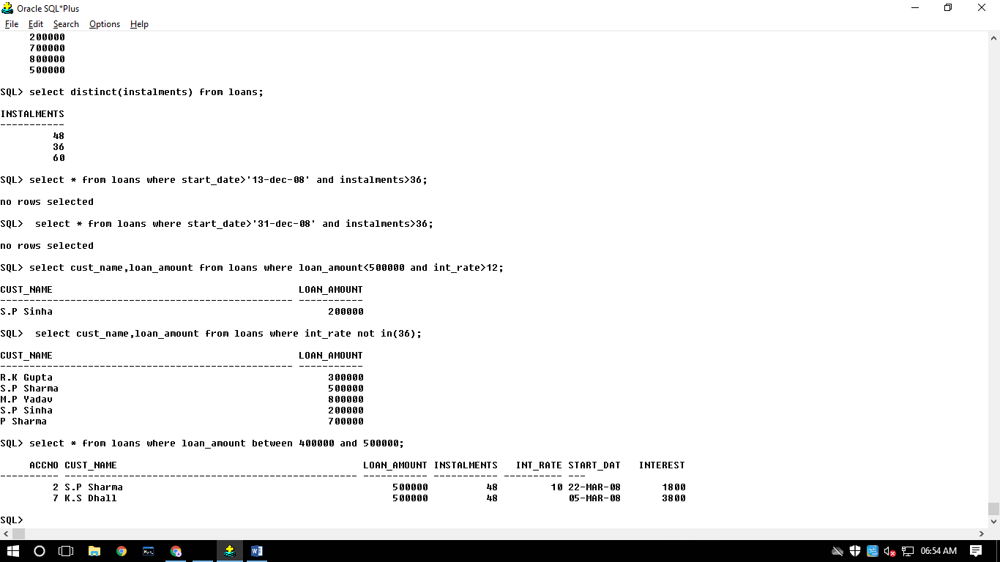 Oracle SQL*Plus
File Edit Search Options Help
200000
700000
800000
500000
SQL> select distinct(instalments) from loans;
INSTALMENTS
-----------
48
36
60
SQL> select * from loans where start_date>'13-dec-08' and instalments>36;
no rows selected
SQL>  select * from loans where start_date>'31-dec-08' and instalments>36;
no rows selected
SQL> select cust_name,loan_amount from loans where loan_amount<500000 and int_rate>12;
CUST_NAME                                          LOAN_AMOUNT
-------------------------------------------------- -----------
S.P Sinha                                               200000
SQL>  select cust_name,loan_amount from loans where int_rate not in(36);
CUST_NAME                                          LOAN_AMOUNT
-------------------------------------------------- -----------
R.K Gupta                                               300000
S.P Sharma                                              500000
M.P Yadav                                               800000
S.P Sinha                                               200000
P Sharma                                                700000
SQL> select * from loans where loan_amount between 400000 and 500000;
     ACCNO CUST_NAME                                          LOAN_AMOUNT INSTALMENTS   INT_RATE START_DAT   INTEREST
---------- -------------------------------------------------- ----------- ----------- ---------- ---
         2 S.P Sharma                                              500000          48         10 22-MAR-08       1800
         7 K.S Dhall                                               500000          48            05-MAR-08       3800
SQL>
06:54 AM